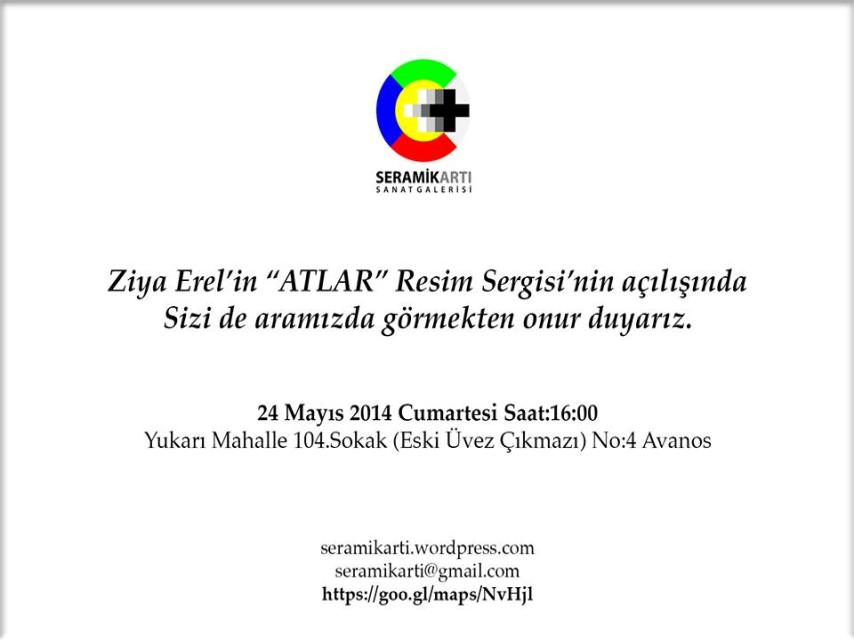 SERAMİKARTI
SANATGALERİSİ
Ziya Erel’in “ATLAR” Resim Sergisi’nin açılışında
Sizi de aramızda görmekten onur duyarız.
24 Mayıs 2014 Cumartesi Saat:16:00
Yukarı Mahalle 104.Sokak (Eski Üvez Çıkmazı) No:4 Avanos
seramikarti.wordpress.com
seramikarti@gmail.com
https://goo.gl/maps/NvHjl